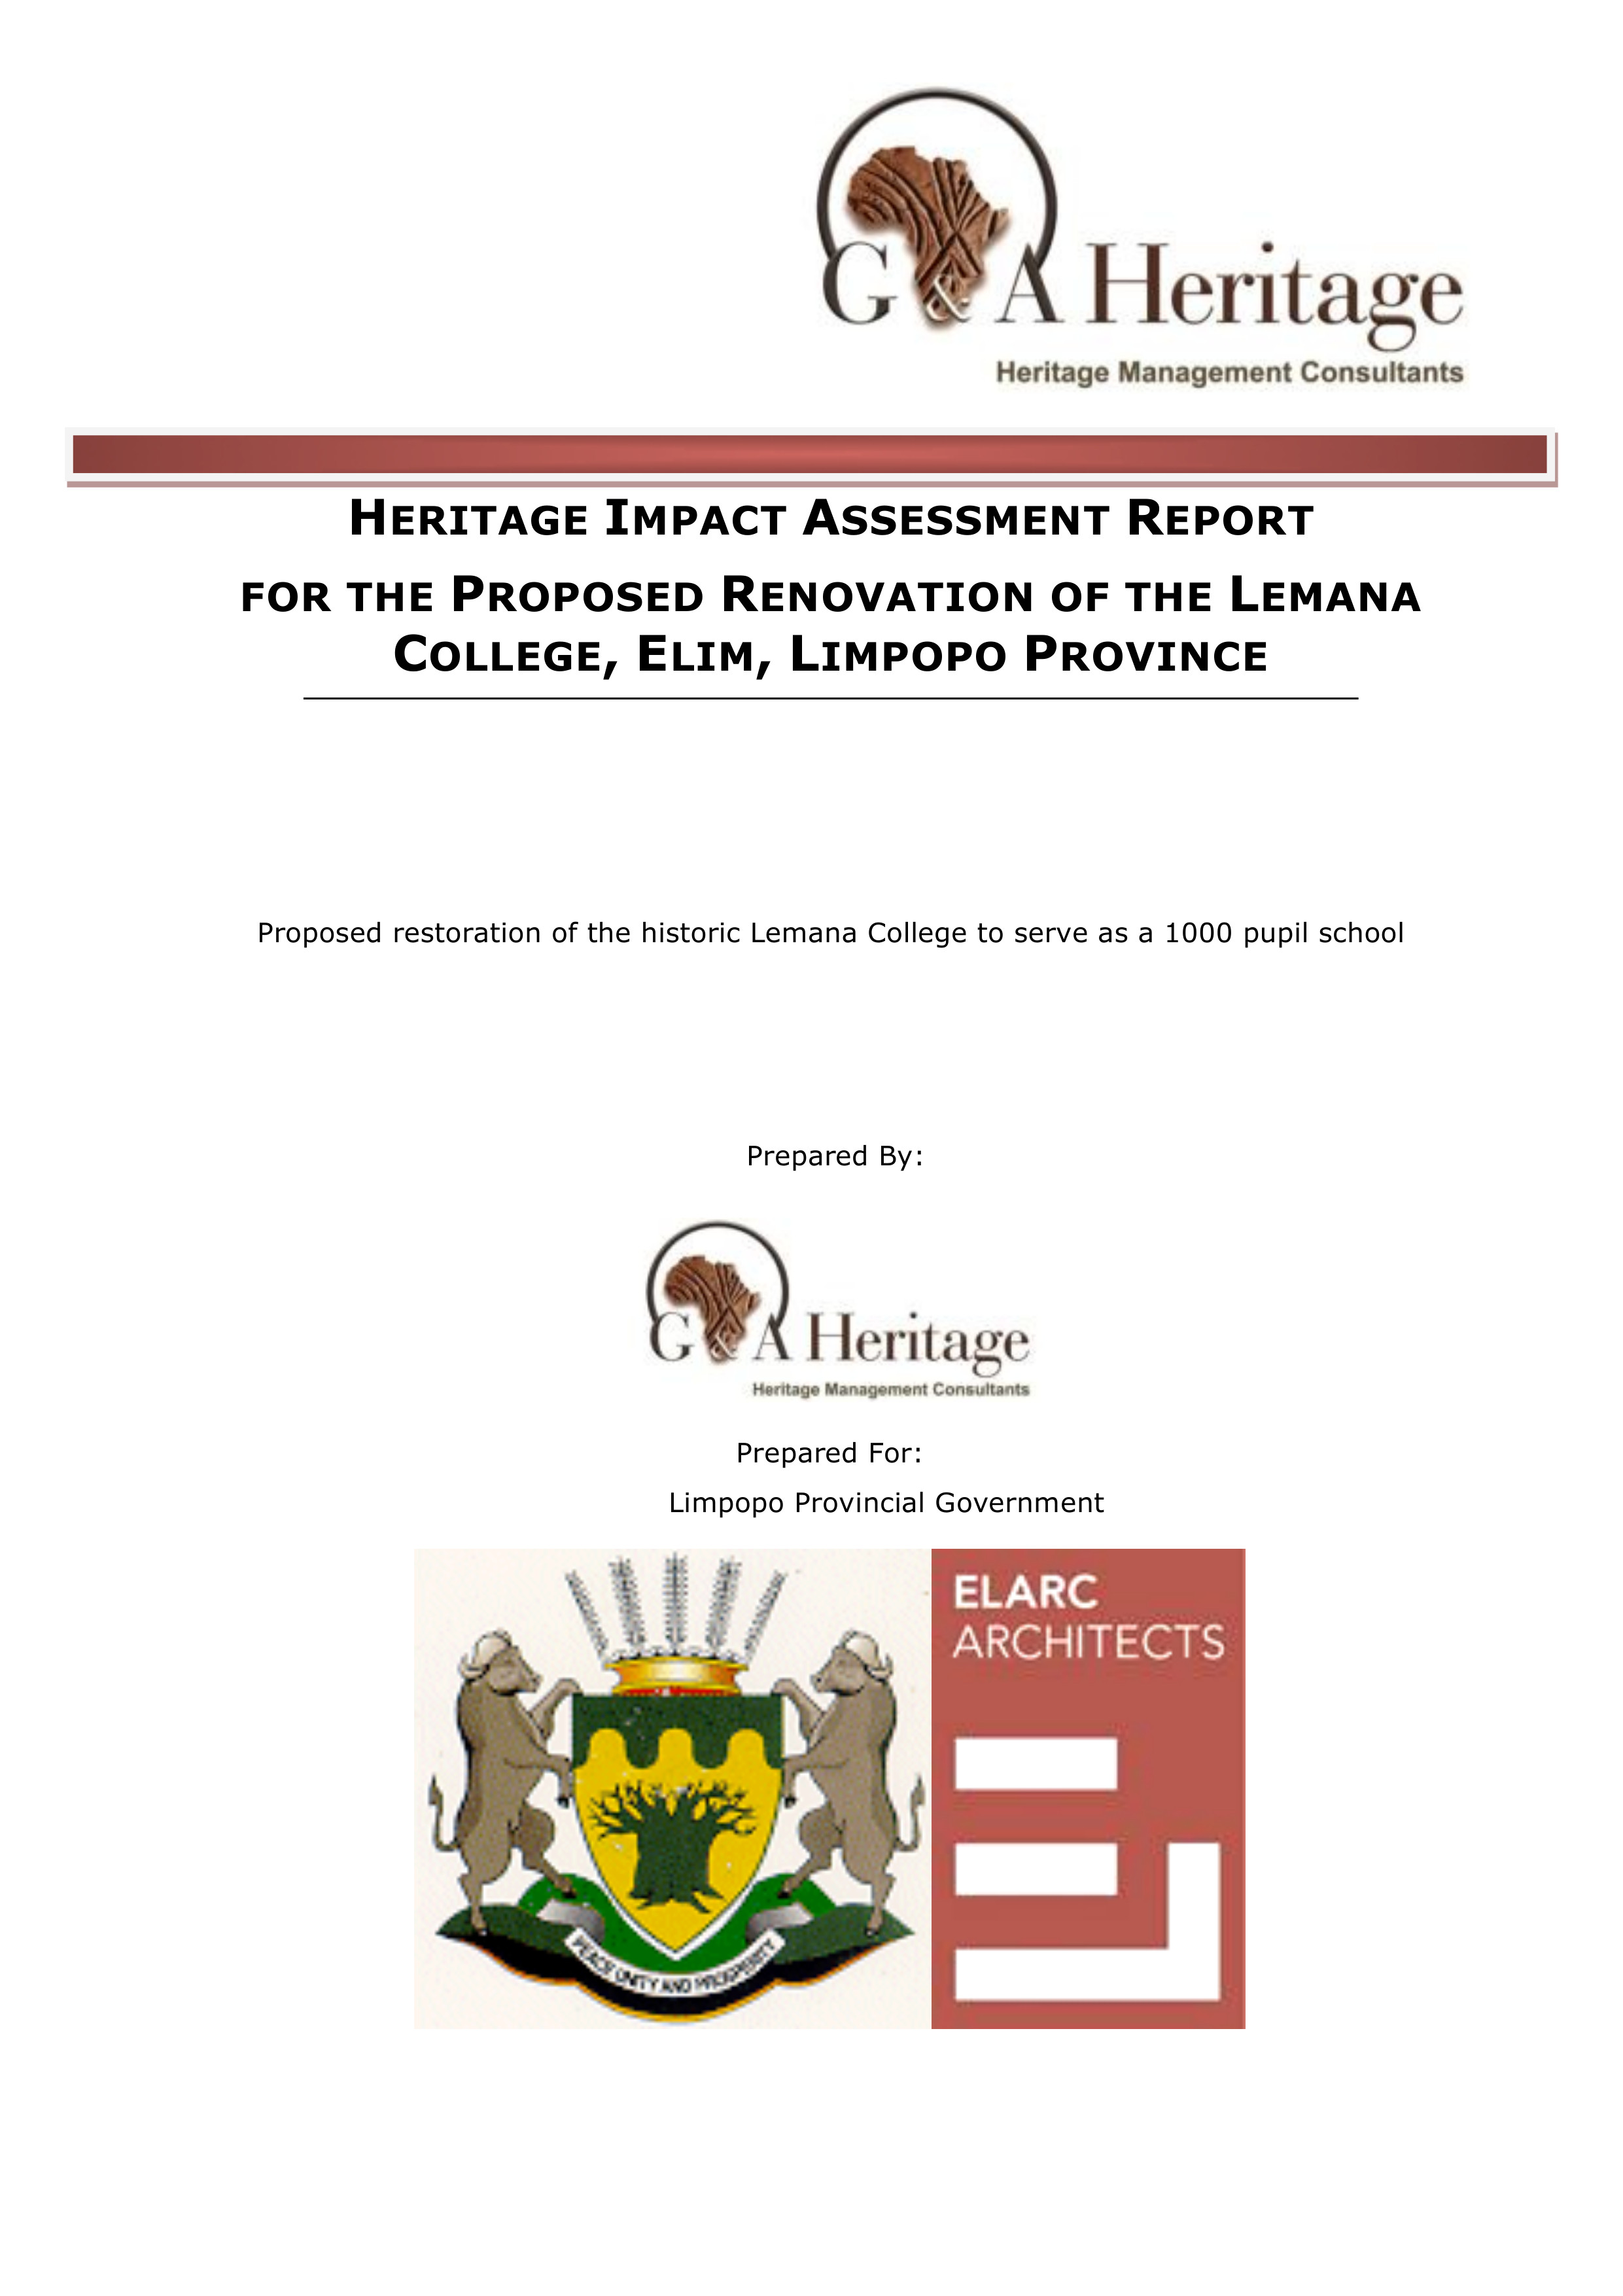 G & A Heritage
Heritage Management Consultants
HERITAGE IMPACT ASSESSMENT REPORT
FOR THE PROPOSED RENOVATION OF THE LEMANA
COLLEGE, ELIM, LIMPOPO PROVINCE
Proposed restoration of the historic Lemana College to serve as a 1000 pupil school
Prepared By:
G & A Heritage
Heritage Management Consultants
Prepared For:
Limpopo Provincial Government
ELARC
ARCHITECTS
PEACE UNITY AND PROSPERITY